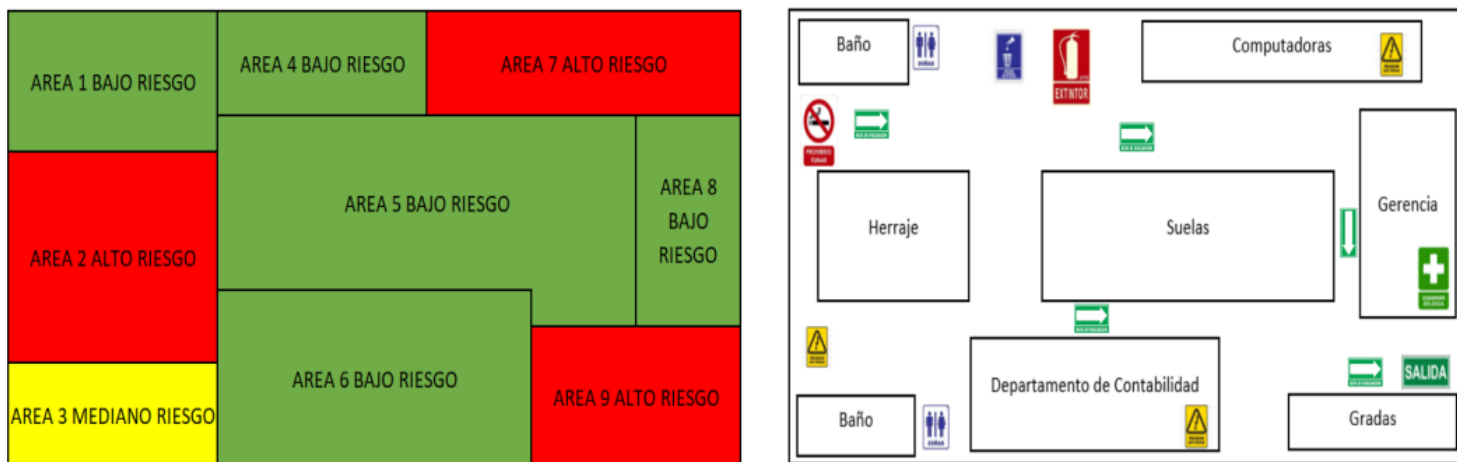 AREA 1 BAJO RIESGO
AREA 4 BAJO RIESGO
AREA 7 ALTO RIESGO
AREA 2 ALTO RIESGO
AREA 5 BAJO RIESGO
AREA 8
BAJO
RIESGO
AREA 3 MEDIANO RIESGO
AREA 6 BAJO RIESGO
AREA 9 ALTO RIESGO
Baño
EXTINTOR
Computadoras
PROHIBIDO
FUMAR
Herraje
Suelas
Gerencia
Departamento de Contabilidad
SALIDA
Baño
Gradas